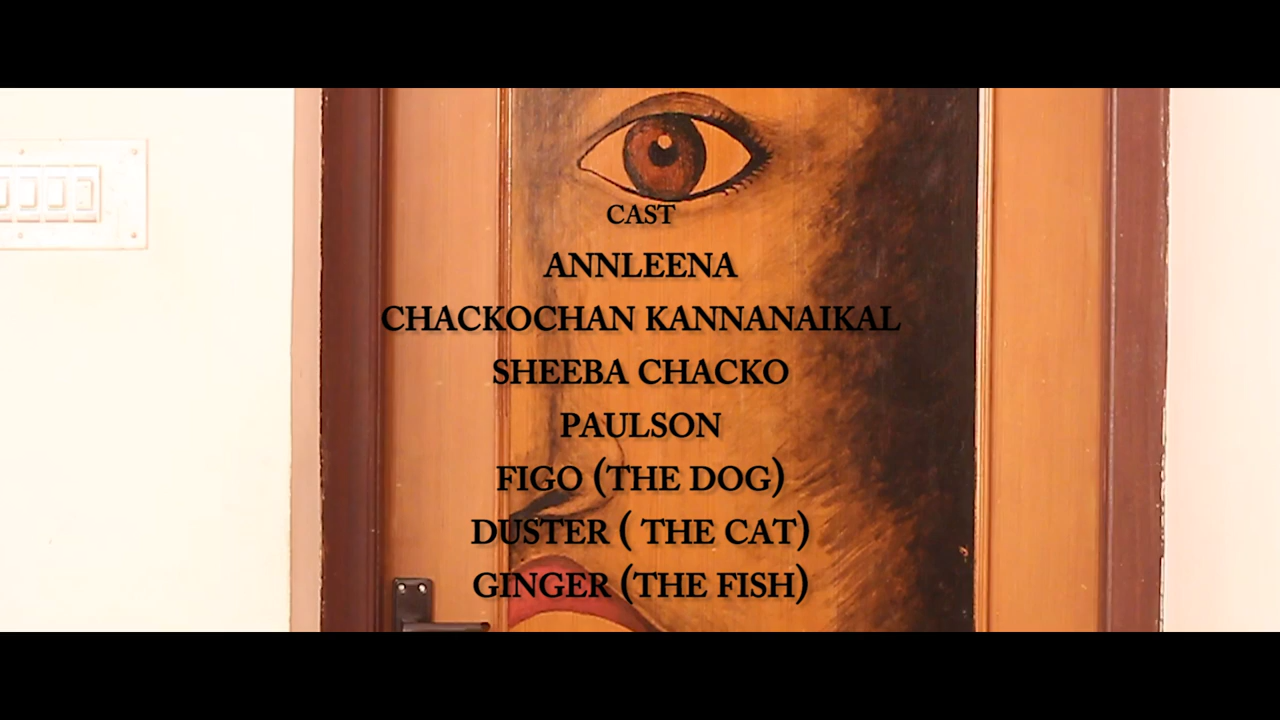 CAST
ANNLEENA
CHACKOCHAN KANNANAIKAL
SHEEBA CHACKO
PAULSON
FIGO (THE DOG)
DUSTER ( THE CAT)
GINGER (THE FISH)